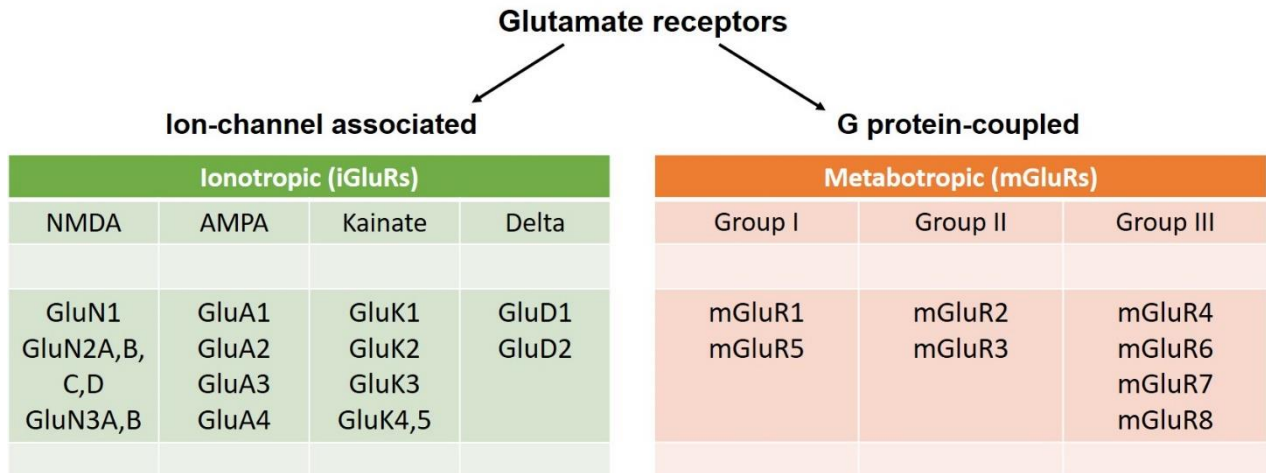 Glutamate receptors
Ion-channel associated
G protein-coupled
Ionotropic (iGluRs)
NMDA AMPA Kainate Delta
GluN1 GluA1 GluK1 GluD1
GluN2A,B, GluA2 GluK2 GluD2
C,D GluA3 GluK3
GluN3A,B GluA4 GluK4,5
Metabotropic (mGluRs)
Group I Group II Group III
mGluR1 mGluR2 mGluR4
mGluR5 mGluR3 mGluR6
mGluR7
mGluR8